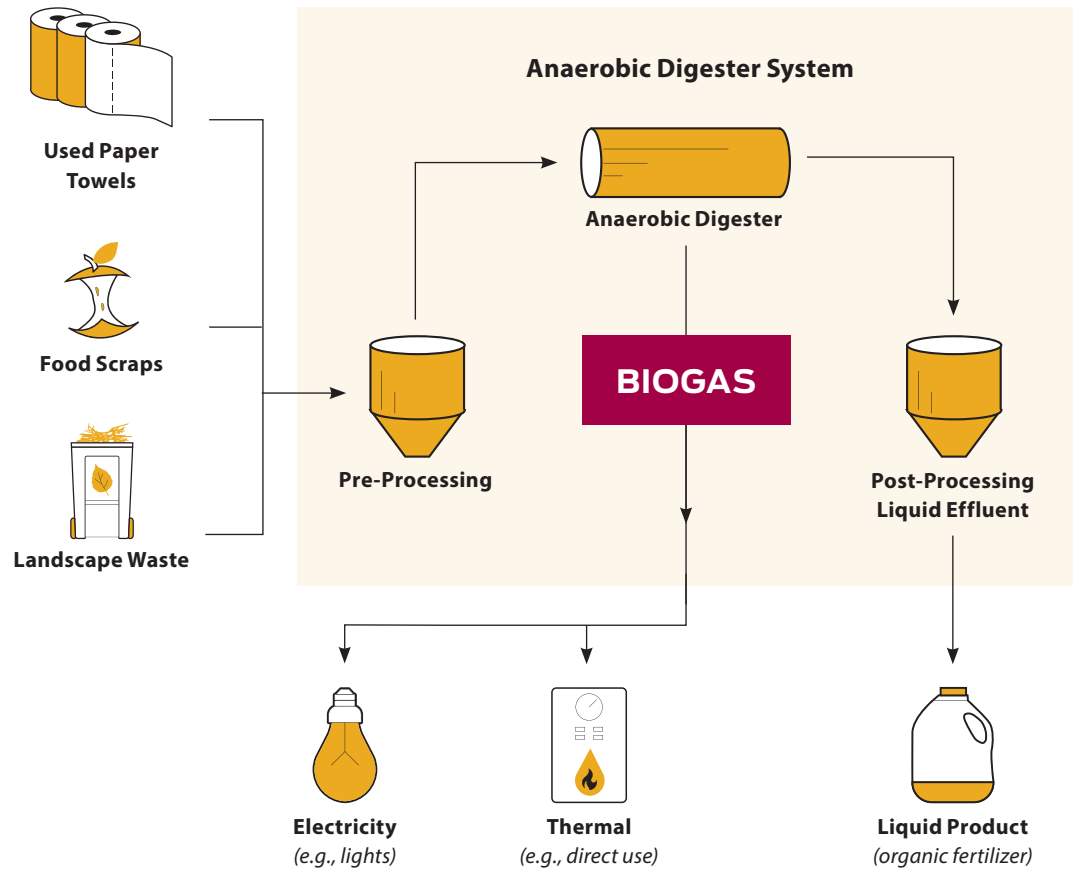 Anaerobic Digester System
Used Paper
Towels
Anaerobic Digester
Food Scraps
BIOGAS
Pre-Processing
Post-Processing
Liquid Effluent
Landscape Waste
Electricity
(e.g., lights)
Thermal
(e.g., direct use)
Liquid Product
(organic fertilizer)